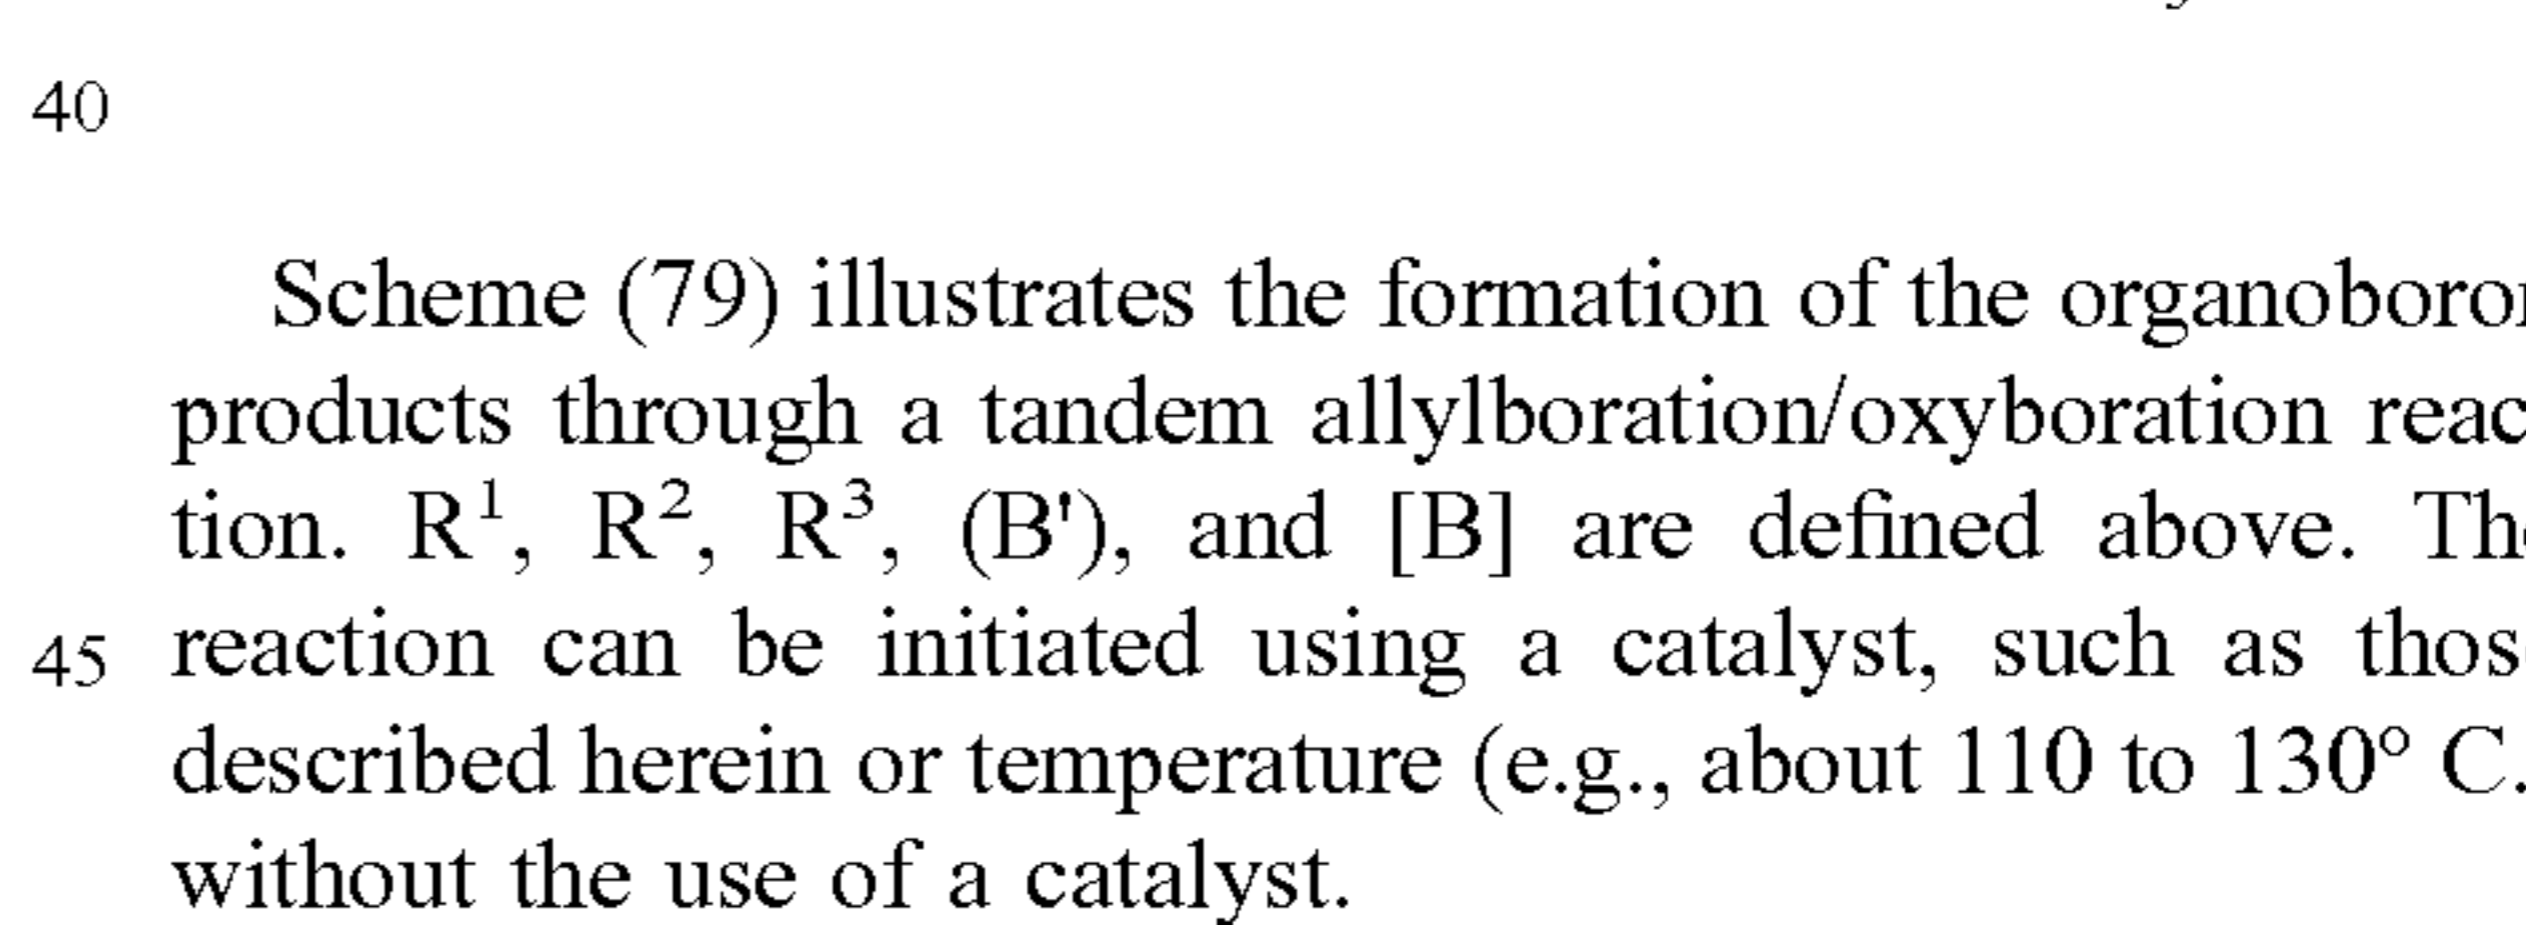 40
Scheme (79) illustrates the formation of the organoboron
products through a tandem allylboration/oxyboration reac
tion. R¹, R², R³, (B'), and [B] are defined above. The
45 reaction can be initiated using a catalyst, such as those
described herein or temperature (e.g., about 110 to 130° C.
without the use of a catalyst.